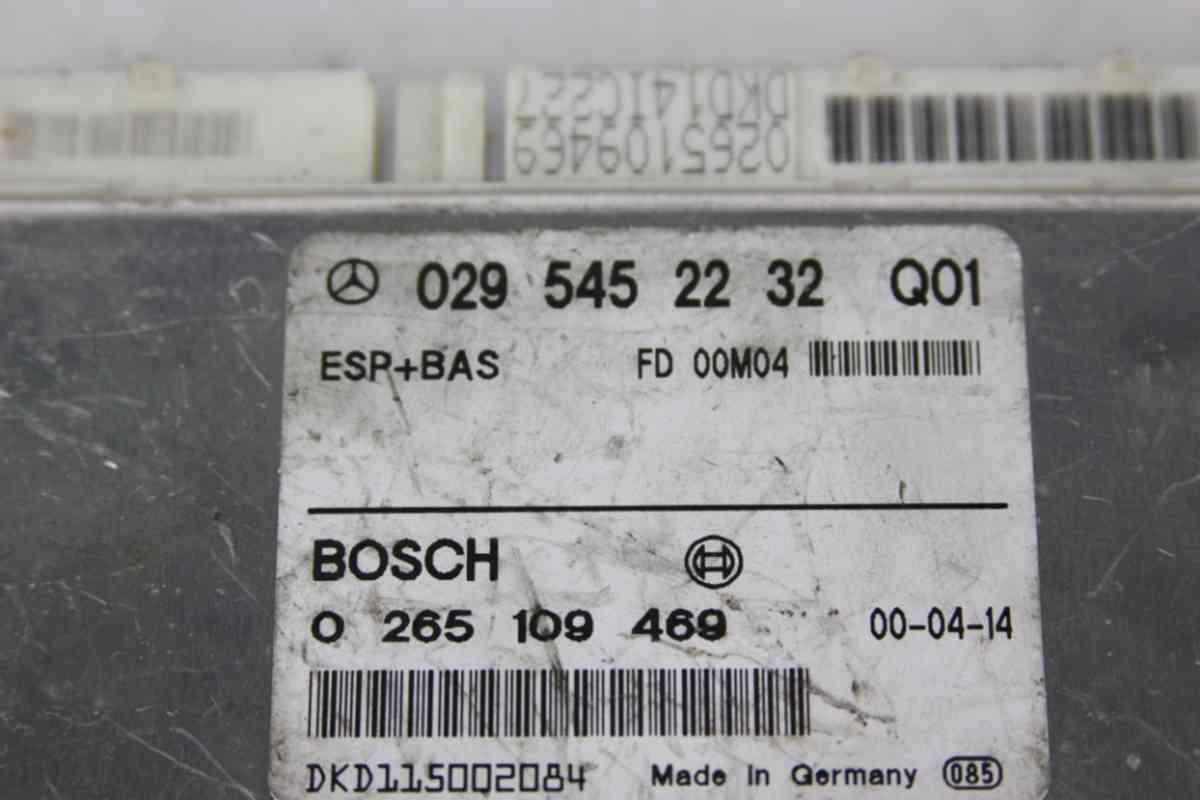 DKD141C227
0265109469
029 545 22 32 Q01
ESP+BAS FD 00M04
BOSCH
0 265 109 469 00-04-14
DKD115002084 Made in Germany 085